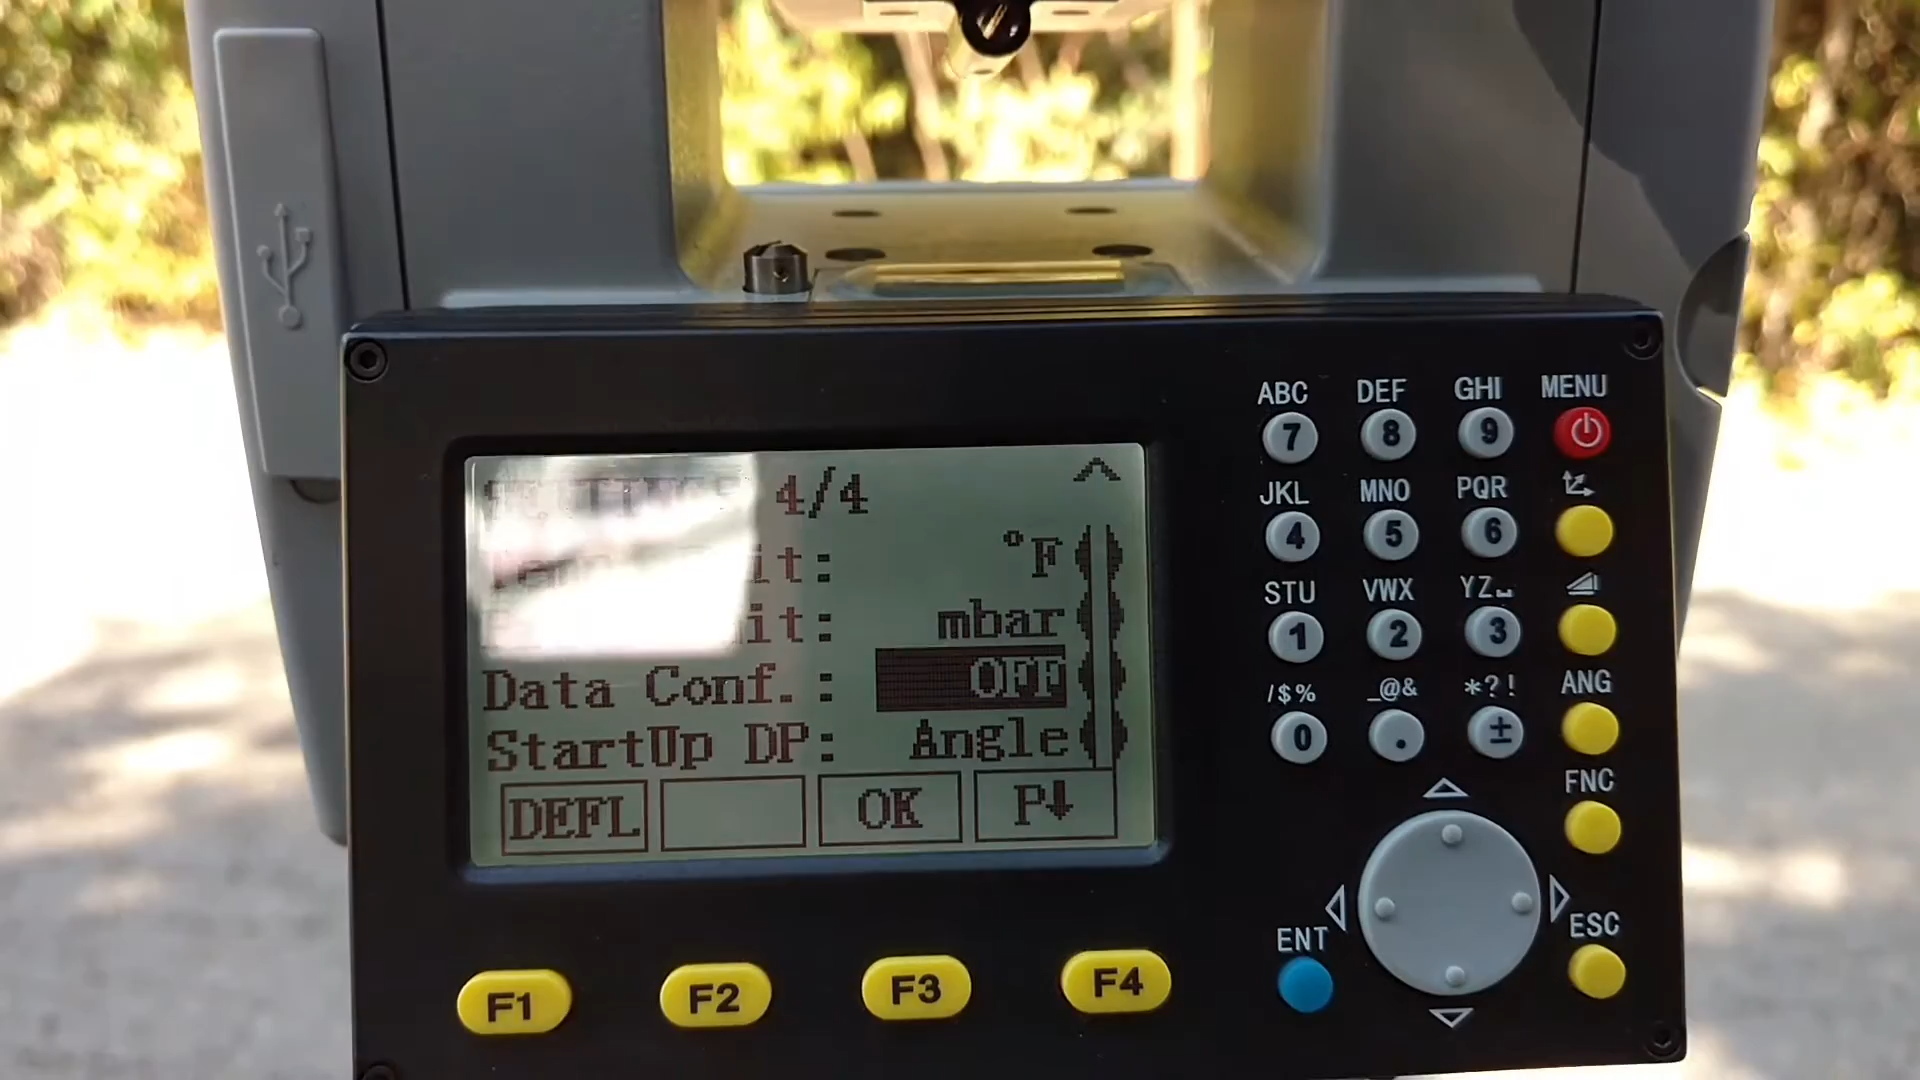 4/4
it: °F
it: mbar
Data Conf.: OFF
StartUp DP: Angle
DEFL OK P↓
F1 F2 F3 F4
ABC DEF GHI MENU
7 8 9
JKL MNO PQR
4 5 6
STU VWX YZ⎵
1 2 3
/$% _@& *?! ANG
0 . ±
FNC
ENT ESC